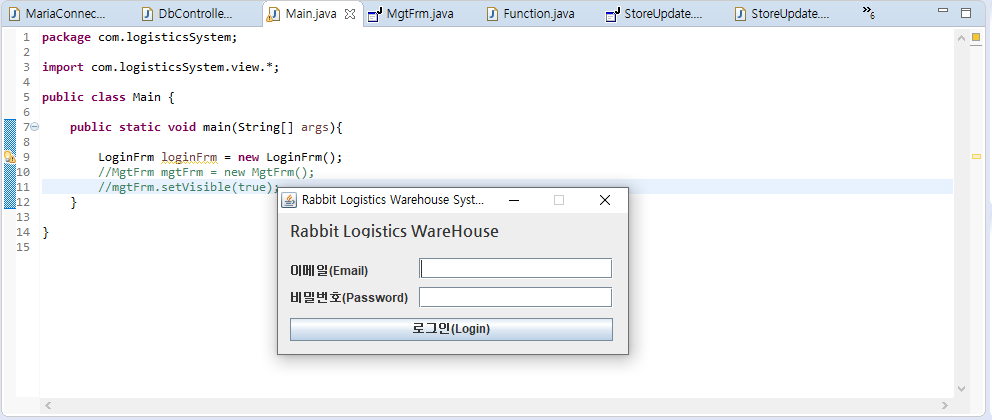 MariaConnec...
DbControlle...
Main.java
MgtFrm.java
Function.java
StoreUpdate....
StoreUpdate....
»6
1 package com.logisticsSystem;
2
3 import com.logisticsSystem.view.*;
4
5 public class Main {
6
7 public static void main(String[] args){
8
9 LoginFrm loginFrm = new LoginFrm();
10 //MgtFrm mgtFrm = new MgtFrm();
11 //mgtFrm.setVisible(true);
12 }
13
14 }
15
Rabbit Logistics Warehouse Syst...
Rabbit Logistics WareHouse
이메일(Email)
비밀번호(Password)
로그인(Login)